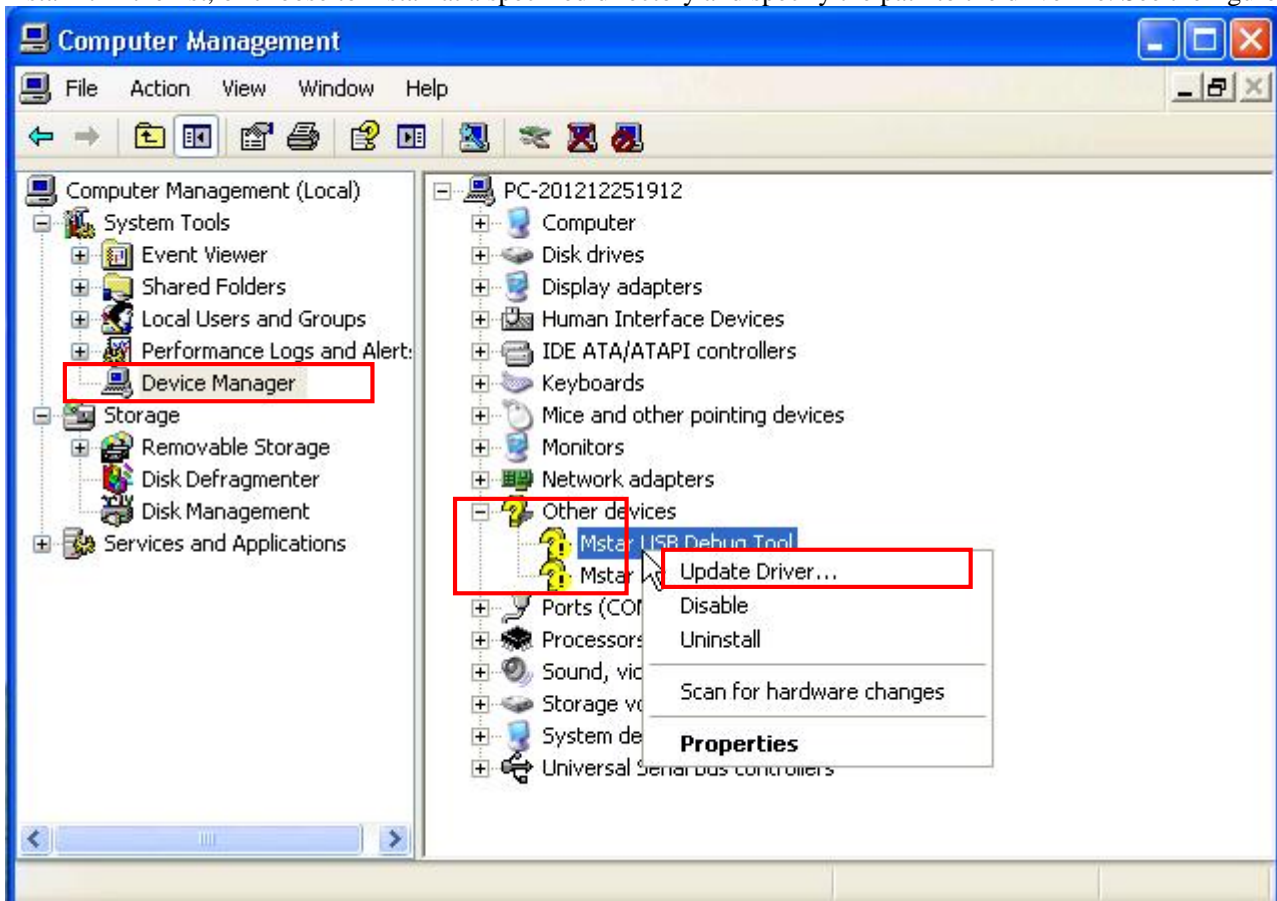 Computer Management
File Action View Window Help
Computer Management (Local)
System Tools
Event Viewer
Shared Folders
Local Users and Groups
Performance Logs and Alert
Device Manager
Storage
Removable Storage
Disk Defragmenter
Disk Management
Services and Applications
PC-201212251912
Computer
Disk drives
Display adapters
Human Interface Devices
IDE ATA/ATAPI controllers
Keyboards
Mice and other pointing devices
Monitors
Network adapters
Other devices
Mstar USB Debug Tool
Mstar
Ports (CO
Processors
Sound, vi
Storage v
System de
Universal Serial Bus controllers
Update Driver...
Disable
Uninstall
Scan for hardware changes
Properties